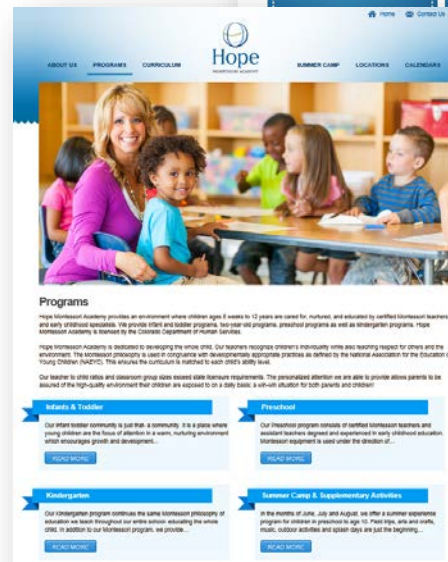 Home Contact Us
Hope
MONTESSORI ACADEMY
ABOUT US PROGRAMS CURRICULUM SUMMER CAMP LOCATIONS CALENDARS
Programs
Hope Montessori Academy provides an environment where children ages 6 weeks to 12 years are cared for, nurtured, and educated by certified Montessori teachers
and early childhood specialists. We provide infant and toddler programs, two-year old programs, preschool programs as well as kindergarten programs. Hope
Montessori Academy is licensed by the Colorado Department of Human Services.
Hope Montessori Academy is dedicated to developing the whole child. Our teachers recognize children's individuality while also teaching respect for others and the
environment. The Montessori philosophy is used in congruence with developmentally appropriate practices as defined by the National Association for the Education of
Young Children (NAEYC). This ensures the curriculum is matched to each child's ability level.
Our teacher to child ratios and classroom group sizes exceed state licensure requirements. The personalized attention we are able to provide allows parents to be
assured of the high-quality environment their children are exposed to on a daily basis: a win-win situation for both parents and children!
Infants & Toddler
Our infant toddler community is just that- a community. It is a place where
young children are the focus of attention in a warm, nurturing environment
which encourages growth and development...
READ MORE
Preschool
Our Preschool program consists of certified Montessori teachers and
assistant teachers degreed and experienced in early childhood education.
Montessori equipment is used under the direction of...
READ MORE
Kindergarten
Our Kindergarten program continues the same Montessori philosophy of
education we teach throughout our entire school: educating the whole
child. In addition to our Montessori program, we provide...
READ MORE
Summer Camp & Supplementary Activities
In the months of June, July and August, we offer a summer experience
program for children in preschool to age 10. Field trips, arts and crafts,
music, outdoor activities and splash days are just the beginning...
READ MORE